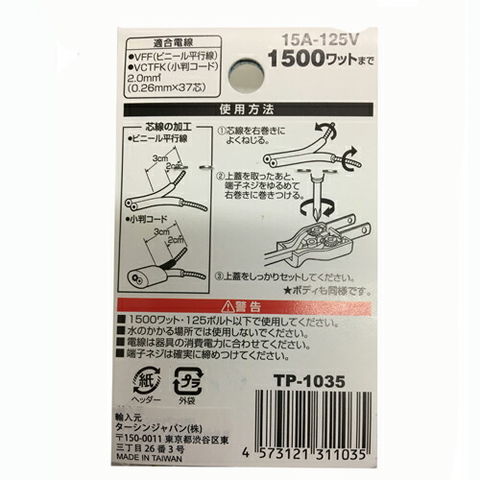 適合電線
●VFF(ビニール平行線)
●VCTFK(小判コード)
2.0m㎡
(0.26mm×37芯)
15A-125V
1500ワットまで
使用方法
芯線の加工
●ビニール平行線
3cm
2cm
●小判コード
3cm
2cm
①芯線を右巻きに
よくねじる。
②上蓋を取ったあと、
端子ネジをゆるめて
右巻きに巻きつける。
③上蓋をしっかりセットしてください。
★ボディも同様です。
⚠警告
■1500ワット・125ボルト以下で使用してください。
■水のかかる場所では使用しないでください。
■電線は器具の消費電力に合わせてください。
■端子ネジは確実に締めつけてください。
紙
ヘッダー
プラ
外袋
TP-1035
輸入元
ターシンジャパン(株)
〒150-0011 東京都渋谷区東
三丁目26番3号
MADE IN TAIWAN
4 573121 311035